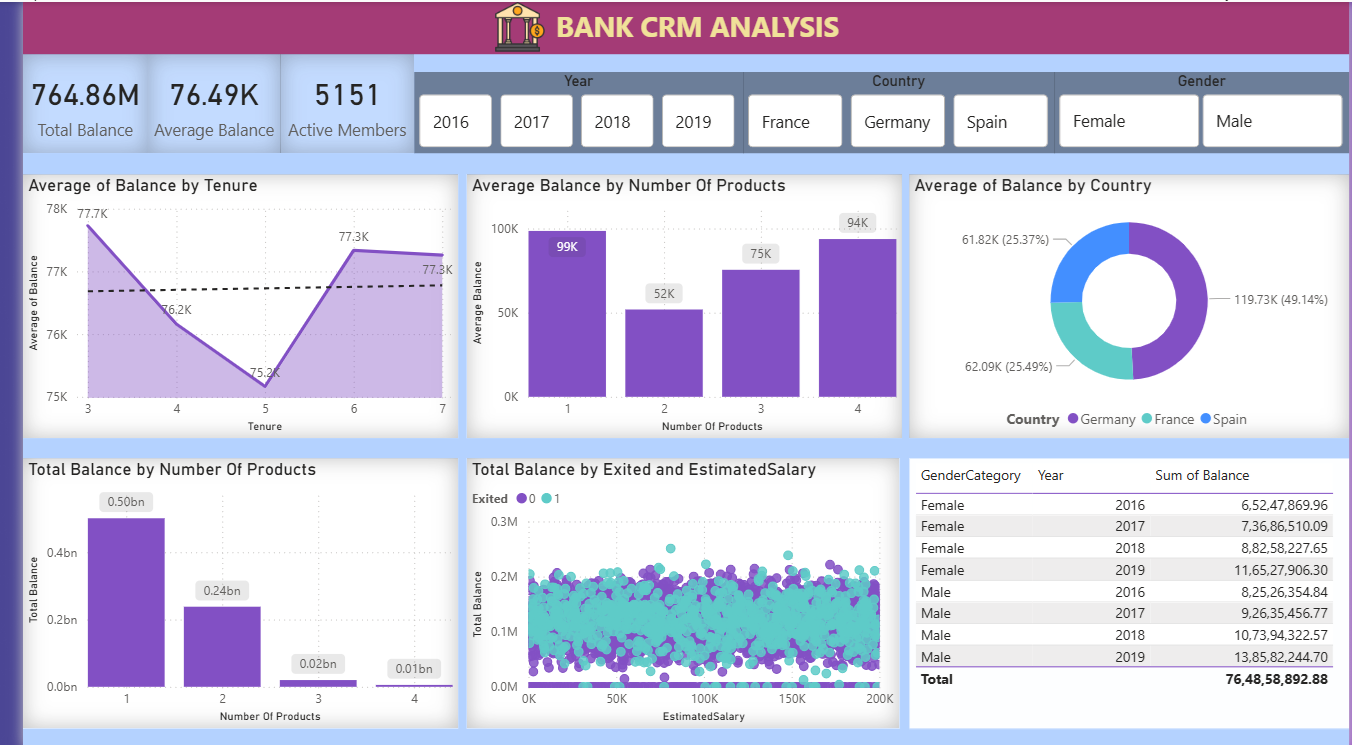 BANK CRM ANALYSIS
764.86M
Total Balance
76.49K
Average Balance
5151
Active Members
Year
2016 2017 2018 2019
Country
France Germany Spain
Gender
Female Male
Average of Balance by Tenure
Average of Balance
78K
77K
76K
75K
77.7K
76.2K
75.2K
77.3K
77.3K
3 4 5 6 7
Tenure
Average Balance by Number Of Products
Average Balance
100K
50K
0K
99K
52K
75K
94K
1 2 3 4
Number Of Products
Average of Balance by Country
61.82K (25.37%)
119.73K (49.14%)
62.09K (25.49%)
Country Germany France Spain
Total Balance by Number Of Products
Total Balance
0.4bn
0.2bn
0.0bn
0.50bn
0.24bn
0.02bn
0.01bn
1 2 3 4
Number Of Products
Total Balance by Exited and EstimatedSalary
Exited 0 1
Total Balance
0.3M
0.2M
0.1M
0.0M
0K 50K 100K 150K 200K
EstimatedSalary
GenderCategory Year Sum of Balance
Female 2016 6,52,47,869.96
Female 2017 7,36,86,510.09
Female 2018 8,82,58,227.65
Female 2019 11,65,27,906.30
Male 2016 8,25,26,354.84
Male 2017 9,26,35,456.77
Male 2018 10,73,94,322.57
Male 2019 13,85,82,244.70
Total 76,48,58,892.88